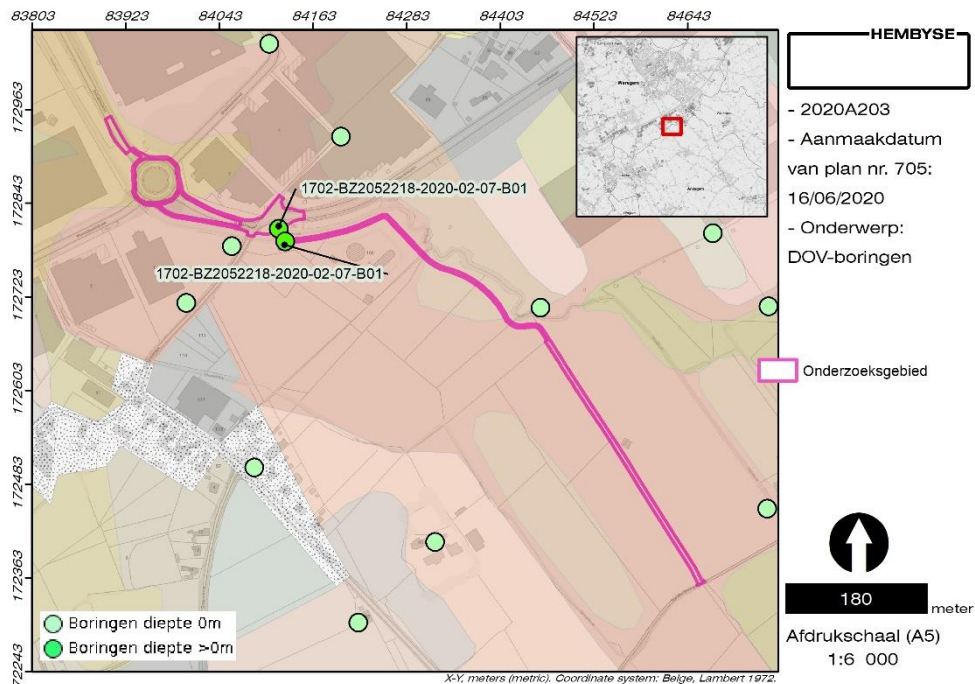 83803 83923 84043 84163 84283 84403 84523 84643
172963
172843
172723
172603
172483
172363
172243
1702-BZ2052218-2020-02-07-B01
1702-BZ2052218-2020-02-07-B01
Boringen diepte 0m
Boringen diepte >0m
X-Y, meters (metric). Coordinate system: Belge, Lambert 1972.
HEMBYSE
- 2020A203
- Aanmaakdatum
van plan nr. 705:
16/06/2020
- Onderwerp:
DOV-boringen
Onderzoeksgebied
180 meter
Afdrukschaal (A5)
1:6 000